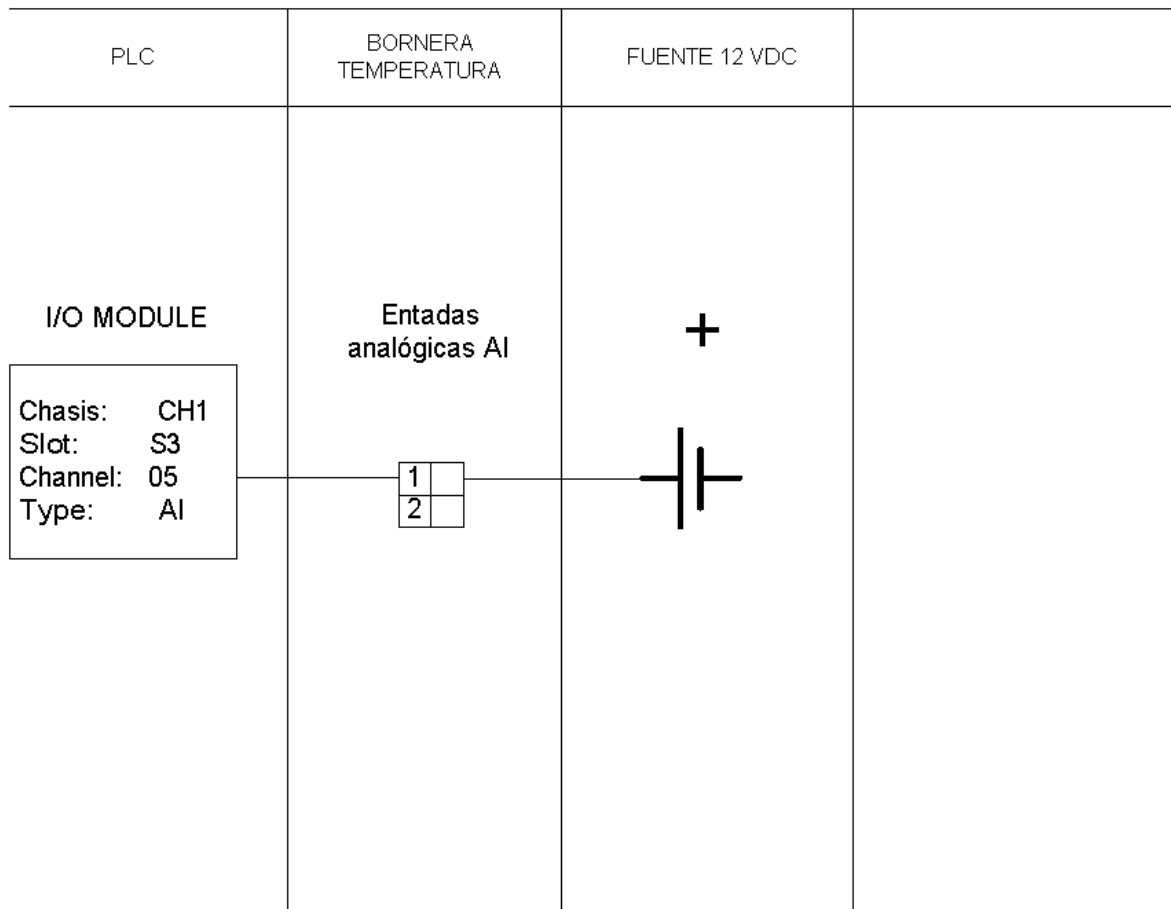 PLC
BORNERA
TEMPERATURA
FUENTE 12 VDC
I/O MODULE
Entadas
analógicas AI
+
Chasis: CH1
Slot: S3
Channel: 05
Type: AI
1
2